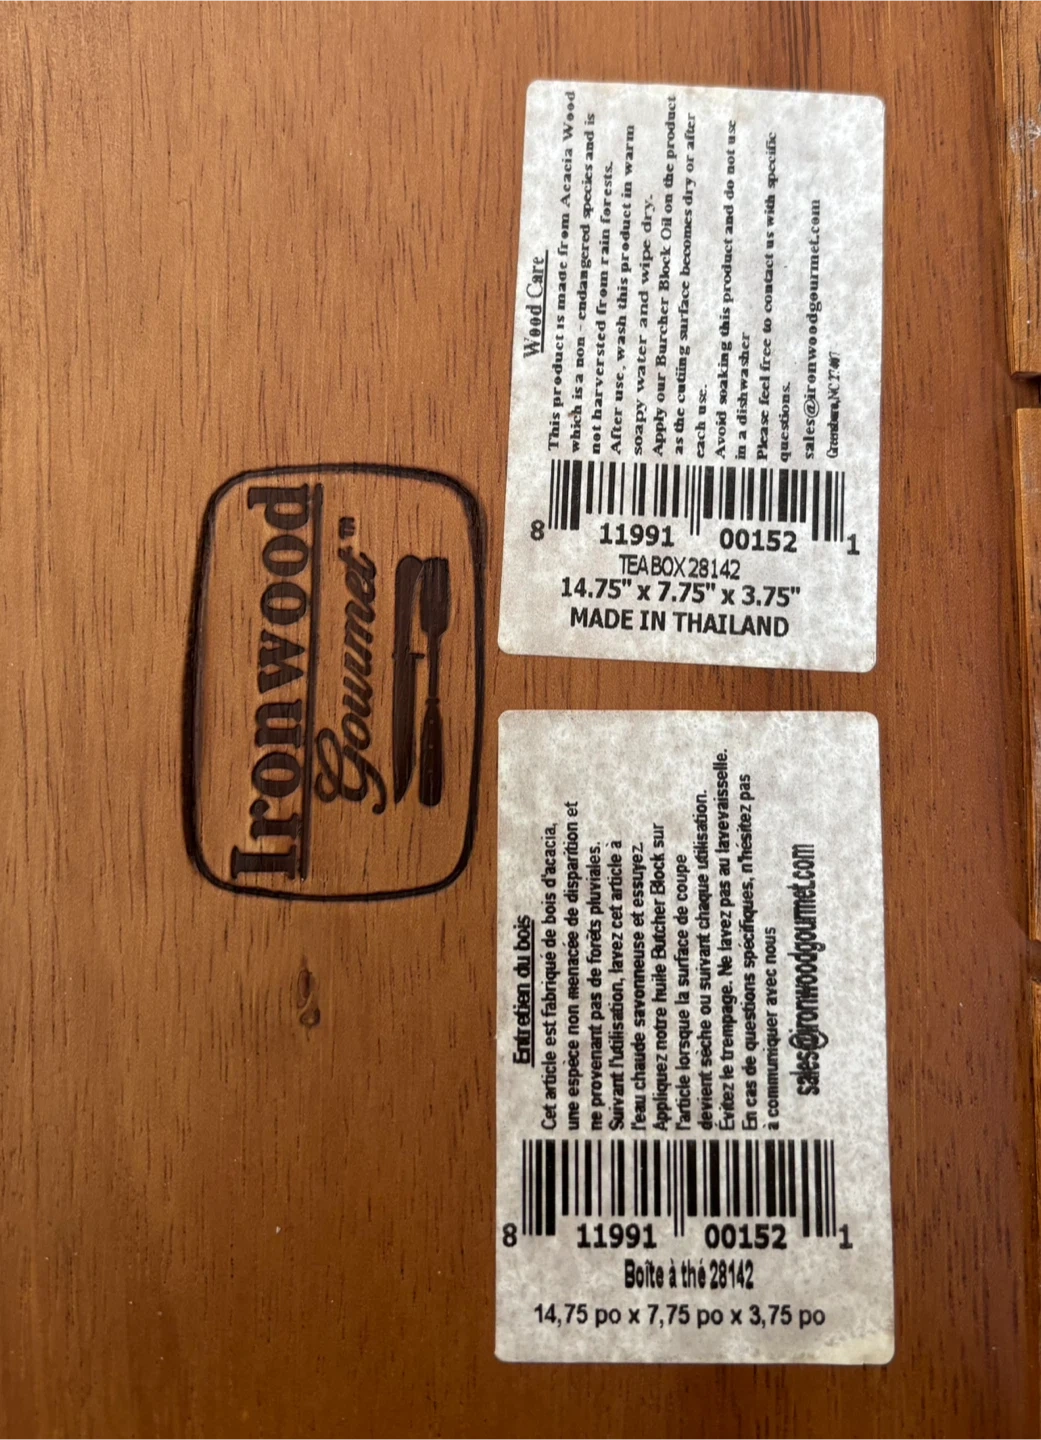 Ironwood
Gourmet™
Wood Care
This product is made from Acacia Wood
which is a non - endangered species and is
not harversted from rain forests.
After use, wash this product in warm
soapy water and wipe dry.
Apply our Burcher Block Oil on the product
as the cutiing surface becomes dry or after
each use.
Avoid soaking this product and do not use
in a dishwasher
Please feel free to contact us with specific
questions.
sales@ironwoodgourmet.com
Greensboro,NC 27407
8 11991 00152 1
TEA BOX 28142
14.75" x 7.75" x 3.75"
MADE IN THAILAND
Entretien du bois
Cet article est fabriqué de bois d'acacia,
une espèce non menacée de disparition et
ne provenant pas de forêts pluviales.
Suivant l'utilisation, lavez cet article à
l'eau chaude savonneuse et essuyez.
Appliquez notre huile Butcher Block sur
l'article lorsque la surface de coupe
devient sèche ou suivant chaque utilisation.
Évitez le trempage. Ne lavez pas au lavevaisselle.
En cas de questions spécifiques, n'hésitez pas
à communiquer avec nous
sales@ironwoodgourmet.com
8 11991 00152 1
Boîte à thé 28142
14,75 po x 7,75 po x 3,75 po